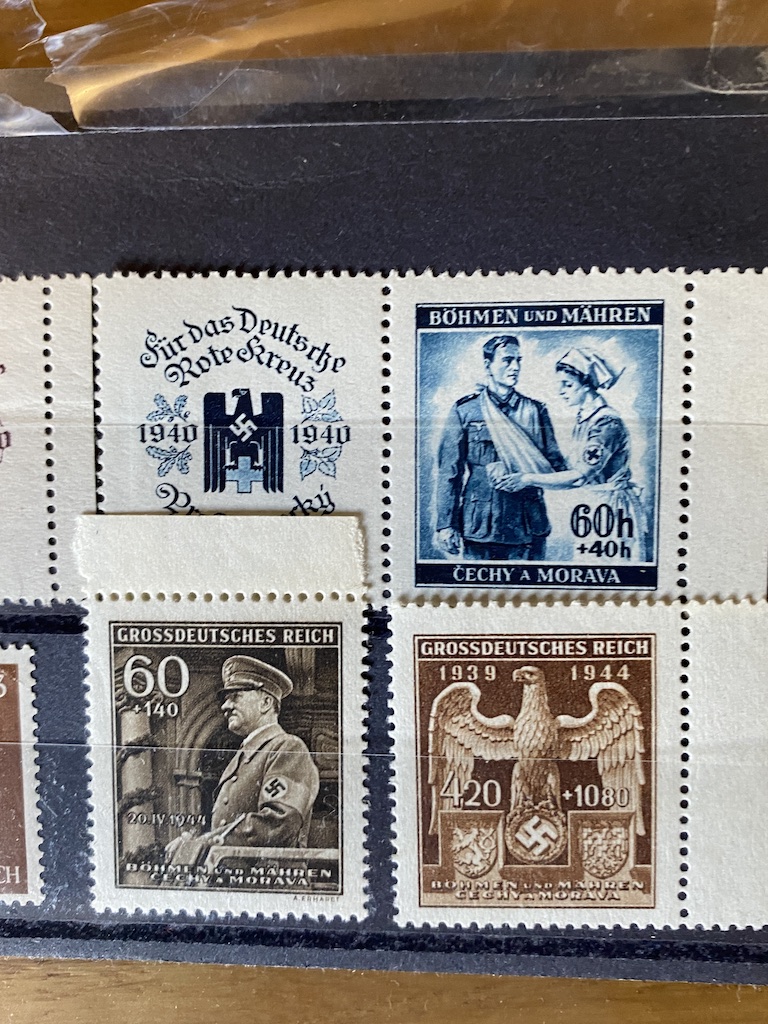 Für das Deutsche
Rote Kreuz
1940 1940
BÖHMEN UND MÄHREN
60h
+40h
ČECHY A MORAVA
GROSSDEUTSCHES REICH
60
+140
20.IV.1944
BÖHMEN UND MÄHREN
ČECHY A MORAVA
GROSSDEUTSCHES REICH
1939 1944
420 +1080
BÖHMEN UND MÄHREN
ČECHY A MORAVA